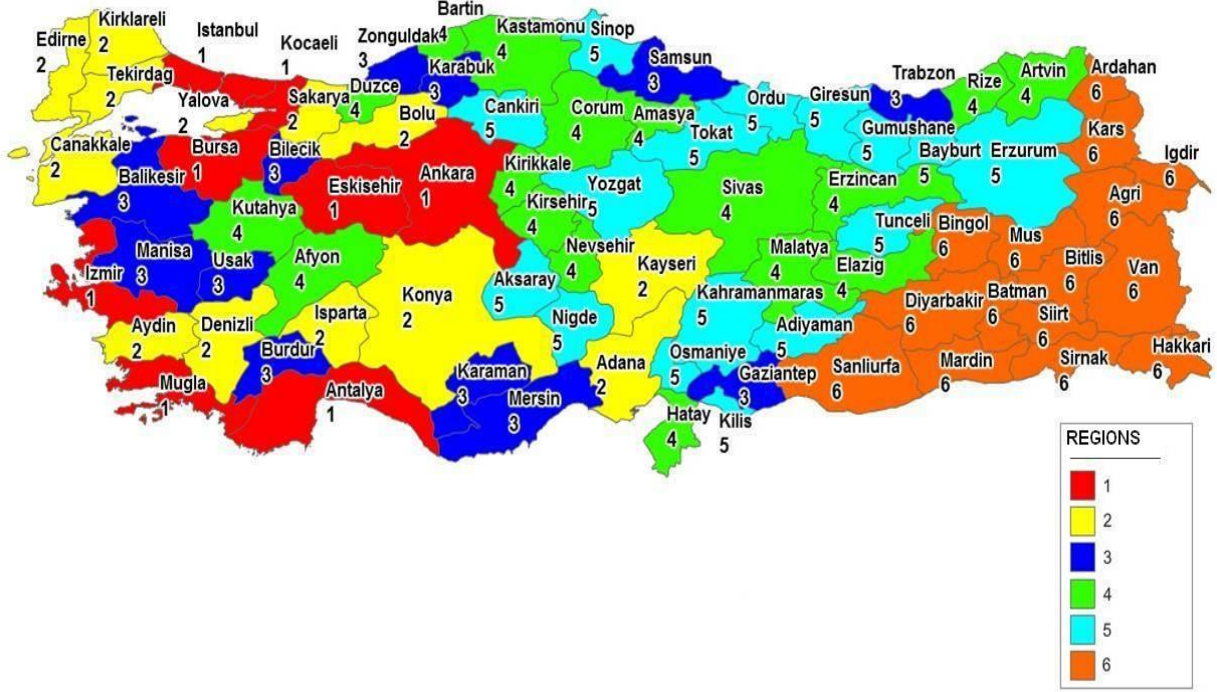 Bartin
4
Kirklareli
2
Istanbul
1
Kastamonu
4
Sinop
5
Edirne
2
Kocaeli
1
Zonguldak
3
Karabuk
3
Samsun
3
Tekirdag
2
Yalova
2
Sakarya
2
Duzce
4
Bolu
2
Cankiri
5
Corum
4
Amasya
4
Ordu
5
Giresun
5
Trabzon
3
Rize
4
Artvin
4
Ardahan
6
Kars
6
Igdir
6
Canakkale
2
Balikesir
3
Bursa
1
Bilecik
3
Eskisehir
1
Ankara
1
Kirikkale
4
Kirsehir
4
Yozgat
5
Tokat
5
Sivas
4
Gumushane
5
Bayburt
5
Erzurum
5
Erzincan
4
Agri
6
Kutahya
4
Manisa
3
Usak
3
Afyon
4
Izmir
1
Konya
2
Aksaray
5
Nevsehir
4
Kayseri
2
Malatya
4
Elazig
4
Tunceli
5
Bingol
6
Mus
6
Bitlis
6
Van
6
Aydin
2
Denizli
2
Isparta
2
Burdur
3
Nigde
5
Kahramanmaras
5
Adiyaman
5
Diyarbakir
6
Batman
6
Siirt
6
Mugla
1
Antalya
1
Karaman
3
Mersin
3
Adana
2
Osmaniye
5
Gaziantep
3
Sanliurfa
6
Mardin
6
Sirnak
6
Hakkari
6
Hatay
4
Kilis
5
REGIONS
1
2
3
4
5
6